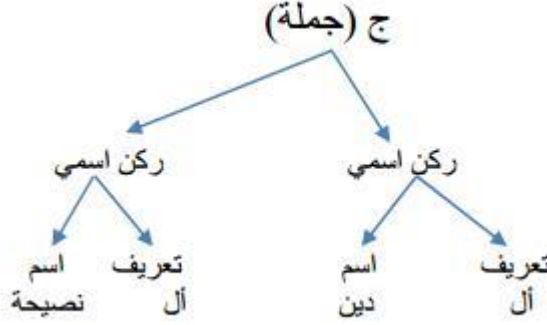 ج (جملة)
ركن اسمي ركن اسمي
تعريف اسم تعريف اسم
أل دين أل نصيحة